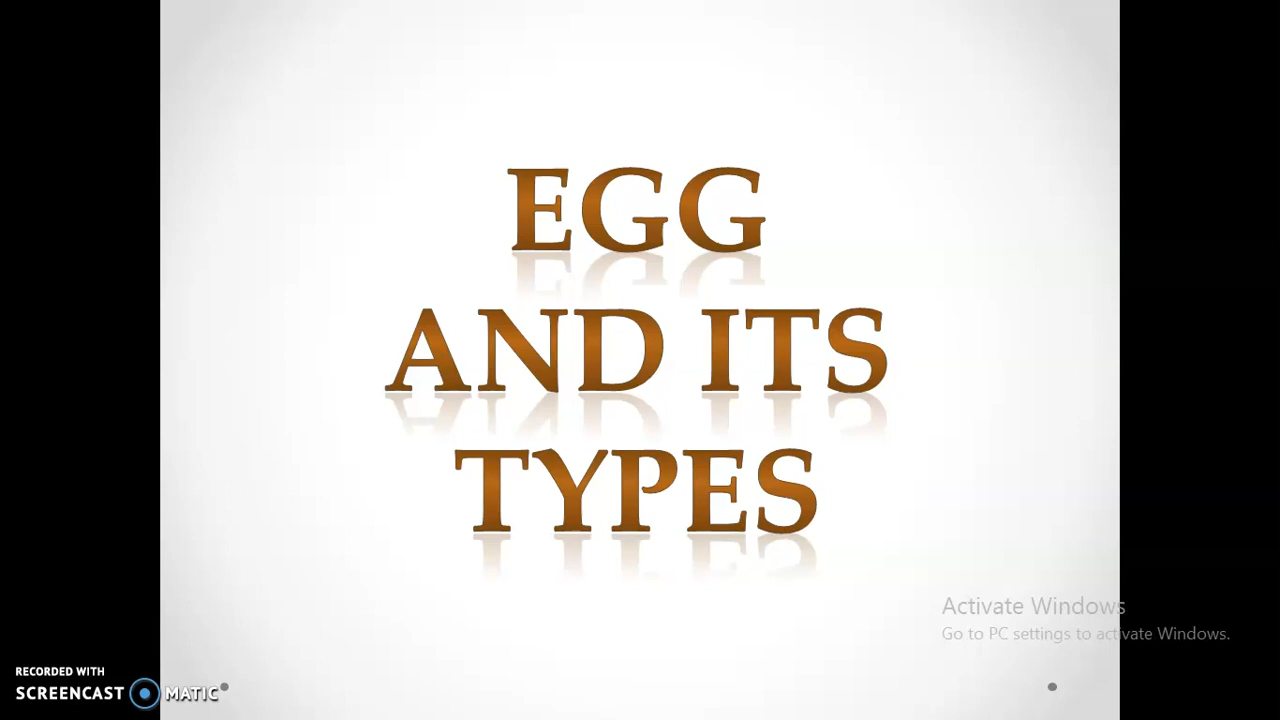 EGG
AND ITS
TYPES
Activate Windows
Go to PC settings to activate Windows.
RECORDED WITH
SCREENCAST MATIC